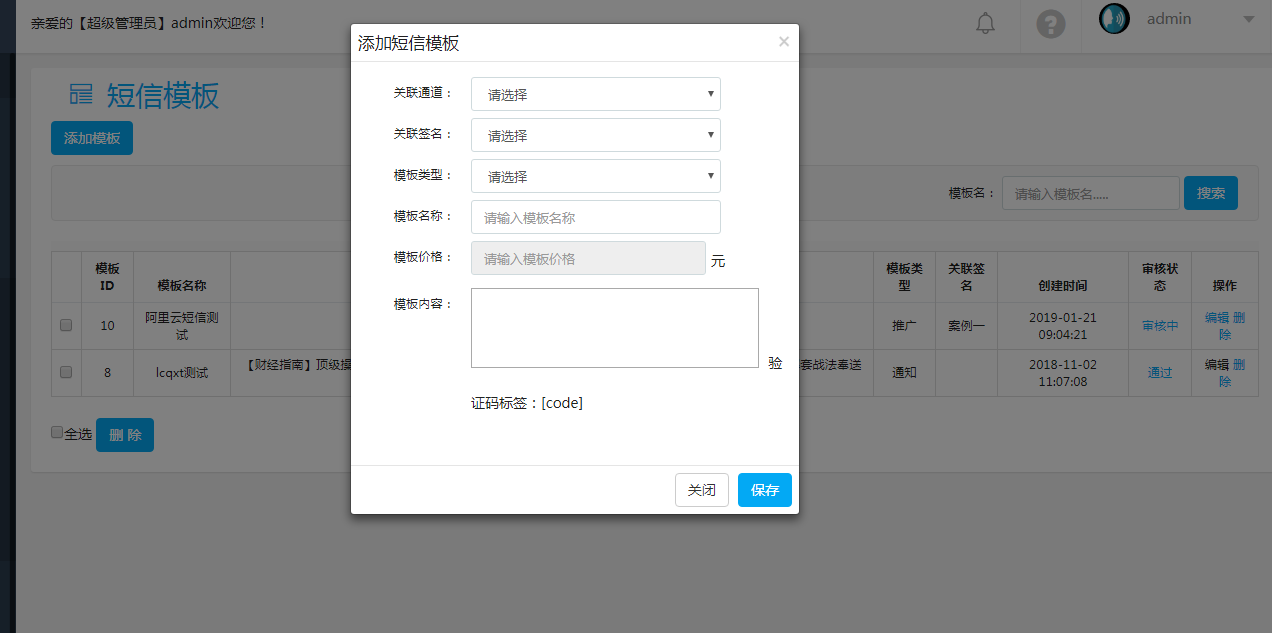 亲爱的【超级管理员】admin欢迎您！
admin
短信模板
添加模板
模板名：
请输入模板名.....
搜索
添加短信模板
×
关联通道：
请选择
关联签名：
请选择
模板类型：
请选择
模板名称：
请输入模板名称
模板价格：
请输入模板价格
元
模板内容：
验
证码标签：[code]
关闭
保存
模板
ID
模板名称
模板类
型
关联签
名
创建时间
审核状
态
操作
10
阿里云短信测
试
推广
案例一
2019-01-21
09:04:21
审核中
编辑 删
除
8
lcqxt测试
【财经指南】顶级操
套战法奉送
通知
2018-11-02
11:07:08
通过
编辑 删
除
全选
删 除